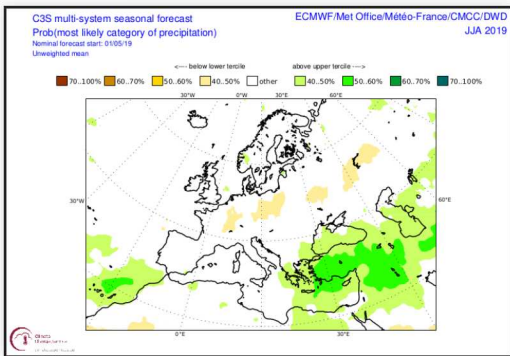 C3S multi-system seasonal forecast
ECMWF/Met Office/Météo-France/CMCC/DWD
Prob(most likely category of precipitation)
JJA 2019
Nominal forecast start: 01/05/19
Unweighted mean
<---- below lower tercile
above upper tercile ---->
70..100%
60..70%
50..60%
40..50%
other
40..50%
50..60%
60..70%
70..100%
30°W
0°W
30°E
60°E
30°W
60°E
0°E
30°E